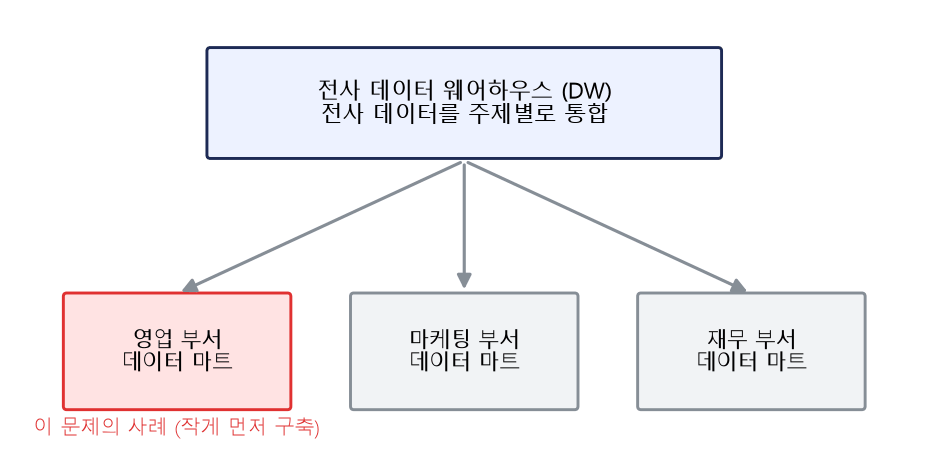 전사 데이터 웨어하우스 (DW)
전사 데이터를 주제별로 통합
영업 부서
데이터 마트
마케팅 부서
데이터 마트
재무 부서
데이터 마트
이 문제의 사례 (작게 먼저 구축)